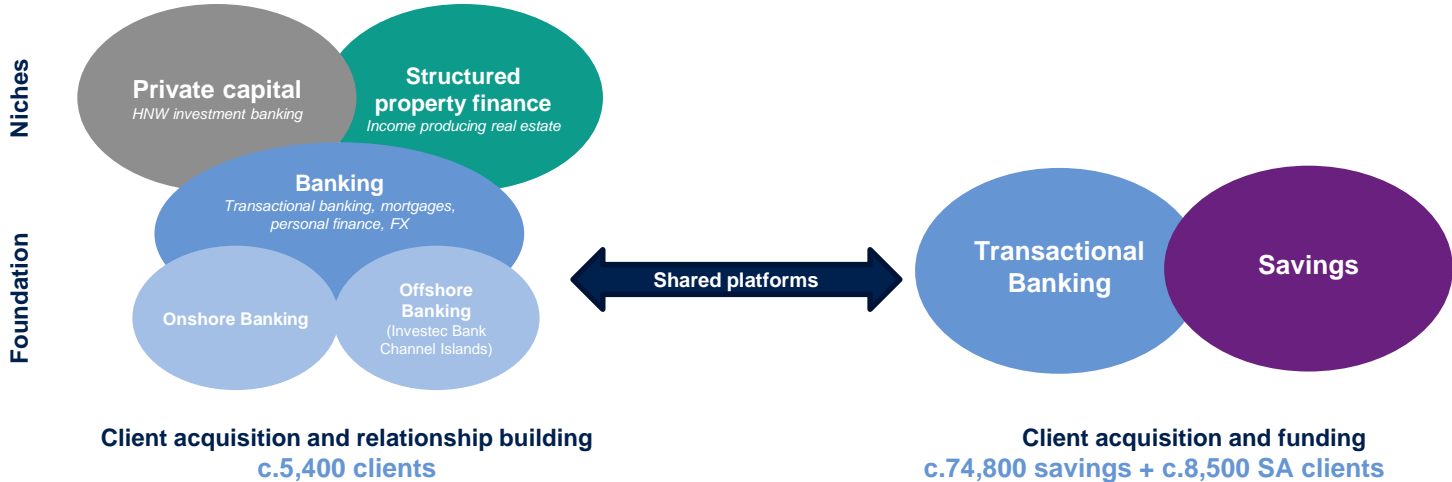 Niches
Private capital
HNW investment banking
Structured
property finance
Income producing real estate
Foundation
Banking
Transactional banking, mortgages,
personal finance, FX
Onshore Banking
Offshore
Banking
(Investec Bank
Channel Islands)
Shared platforms
Transactional
Banking
Savings
Client acquisition and relationship building
c.5,400 clients
Client acquisition and funding
c.74,800 savings + c.8,500 SA clients